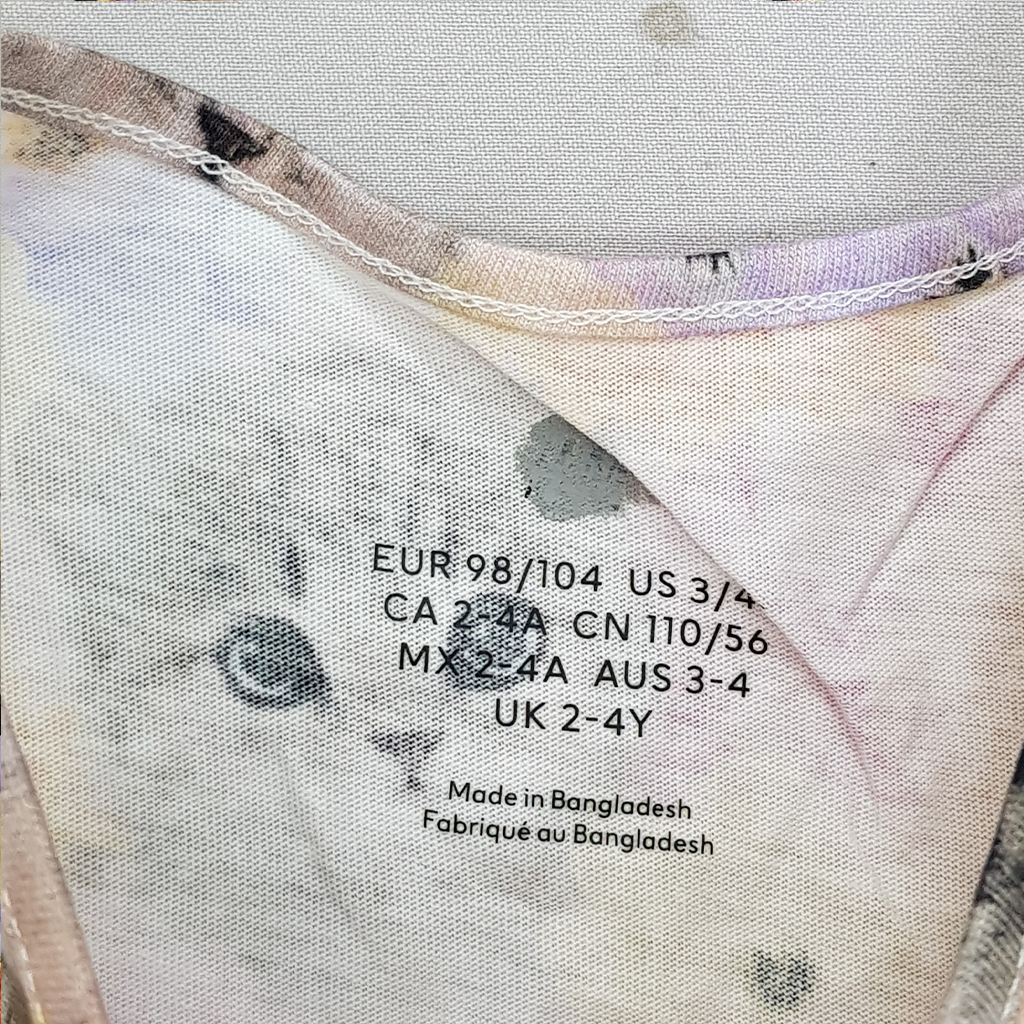 EUR 98/104 US 3/4
CA 2-4A CN 110/56
MX 2-4A AUS 3-4
UK 2-4Y
Made in Bangladesh
Fabriqué au Bangladesh